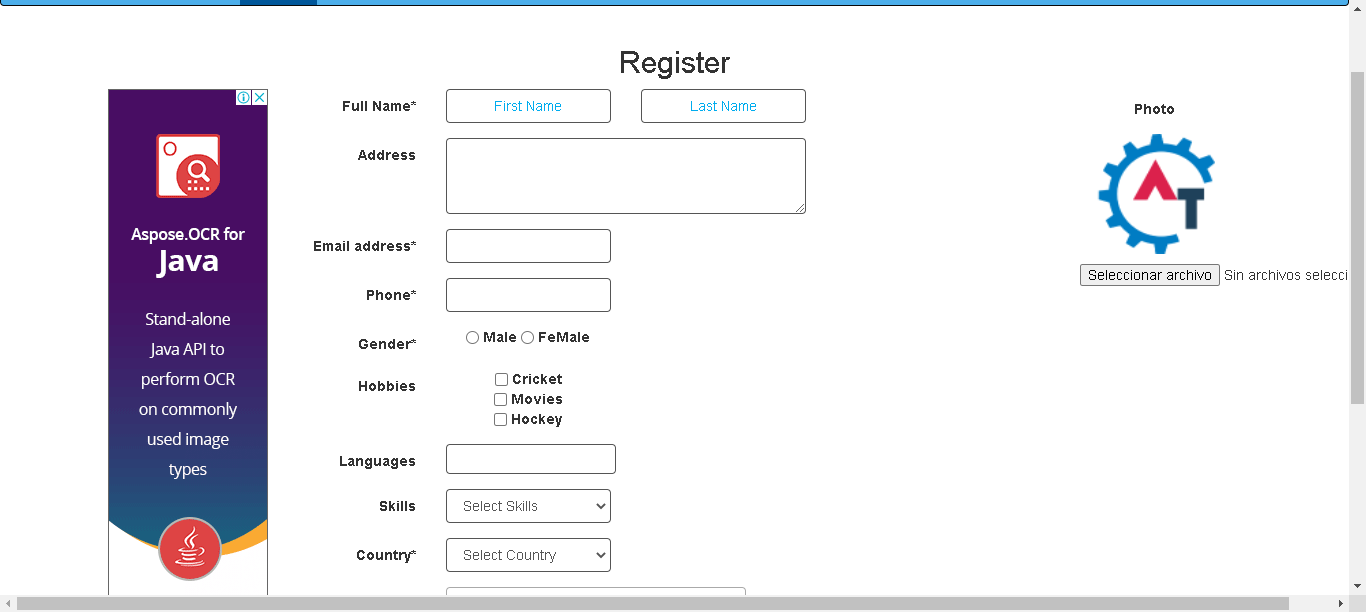 Register
Full Name*
First Name
Last Name
Address
Email address*
Phone*
Gender*
Male
FeMale
Hobbies
Cricket
Movies
Hockey
Languages
Skills
Select Skills
Country*
Select Country
Photo
AT
Seleccionar archivo
Sin archivos selecci
Aspose.OCR for
Java
Stand-alone
Java API to
perform OCR
on commonly
used image
types